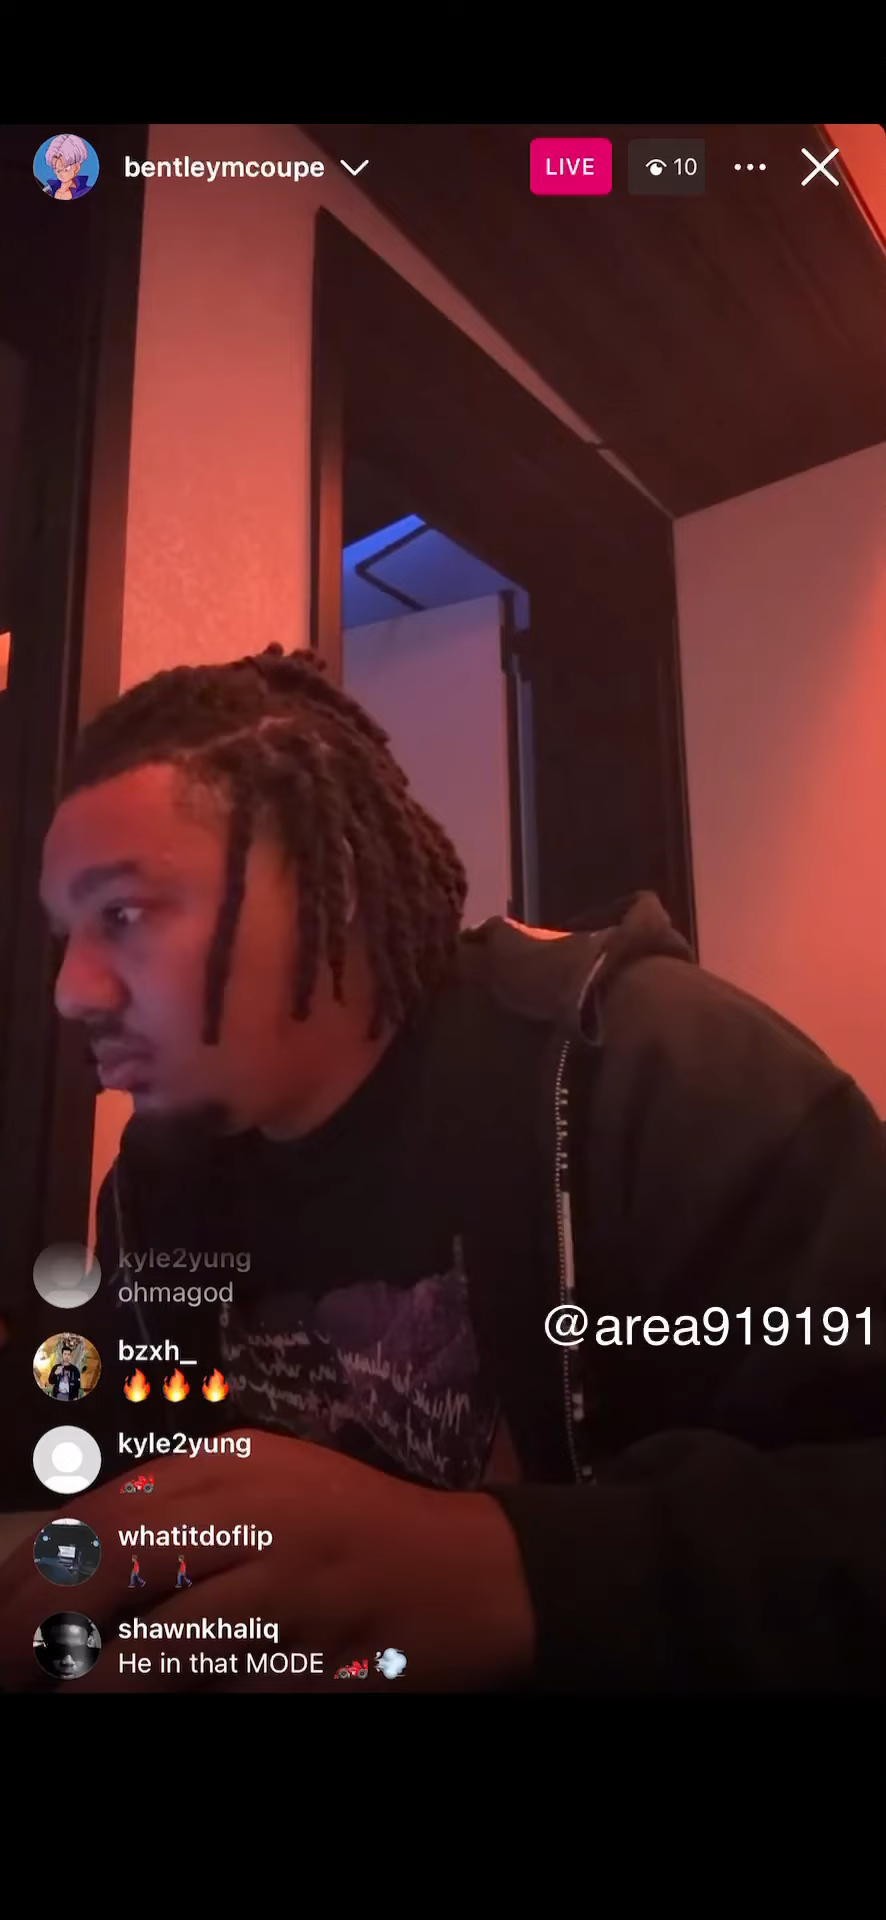 bentleymcoupe
LIVE
10
kyle2yung
ohmagod
bzxh_
🔥🔥🔥
kyle2yung
🏎️
whatitdoflip
🚶🏾‍♂️🚶🏾‍♂️
shawnkhaliq
He in that MODE 🏎️💨
@area919191